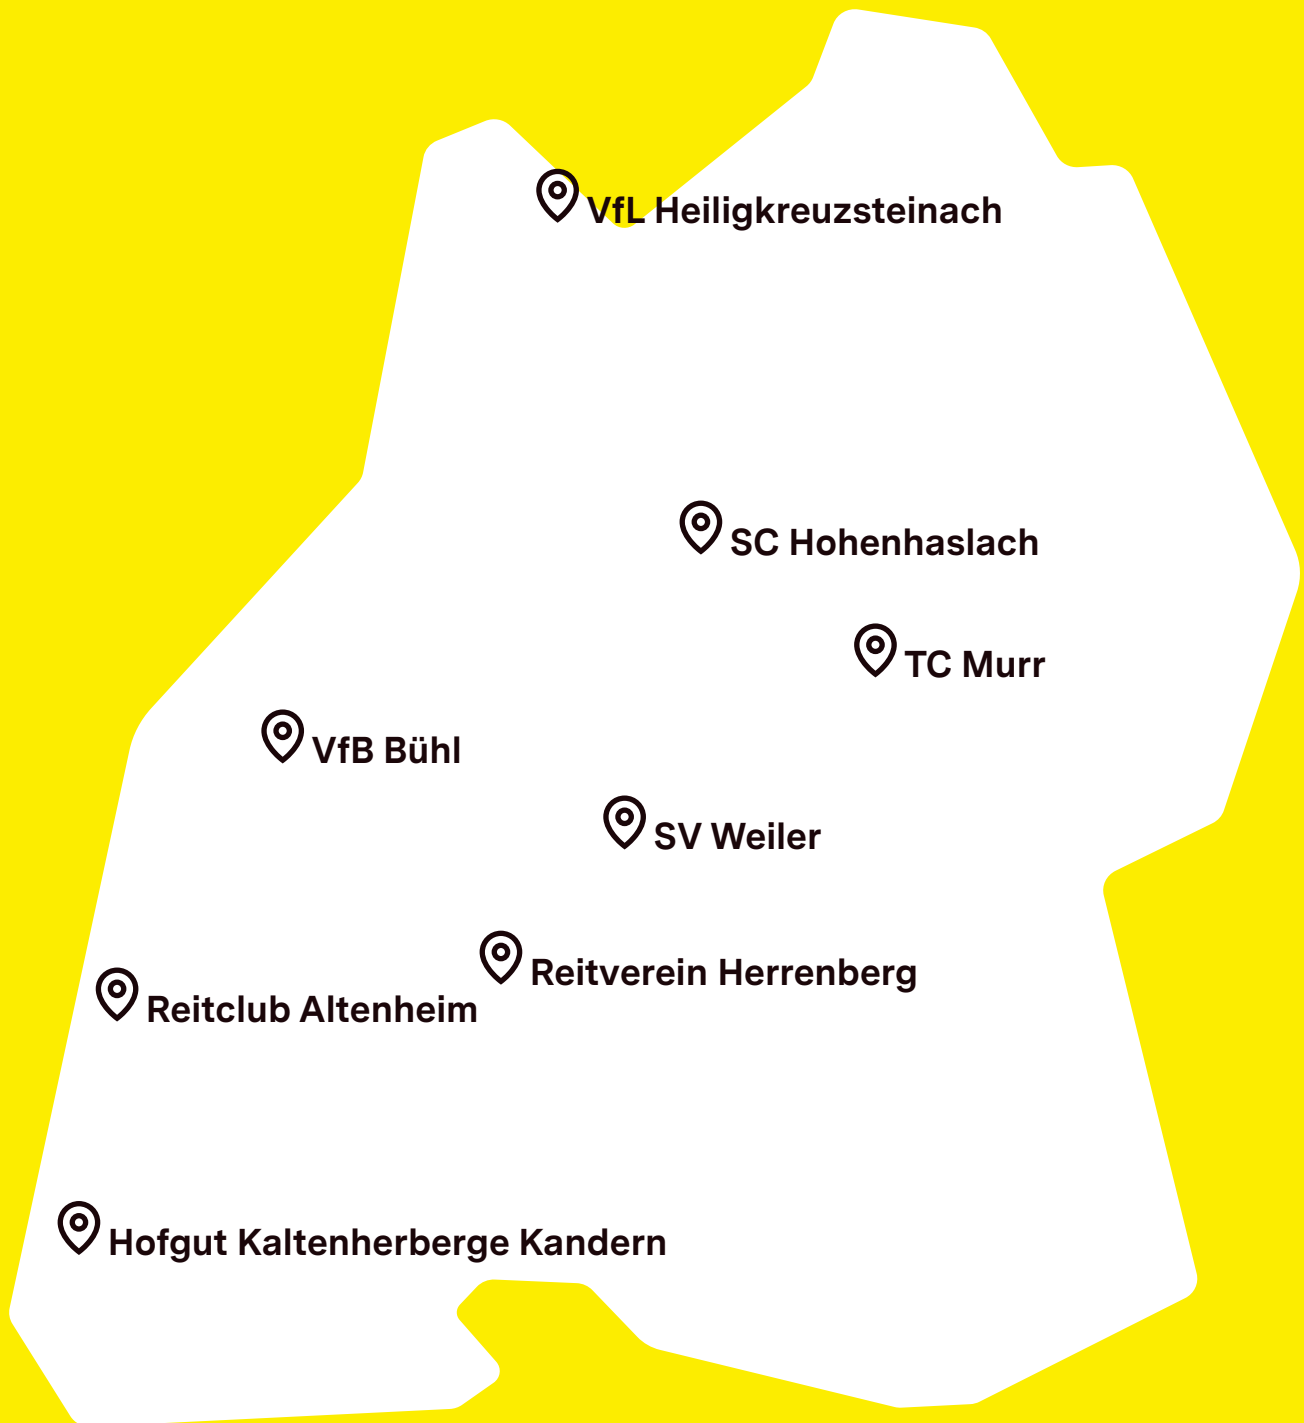 VfL Heiligkreuzsteinach
SC Hohenhaslach
TC Murr
VfB Bühl
SV Weiler
Reitverein Herrenberg
Reitclub Altenheim
Hofgut Kaltenherberge Kandern